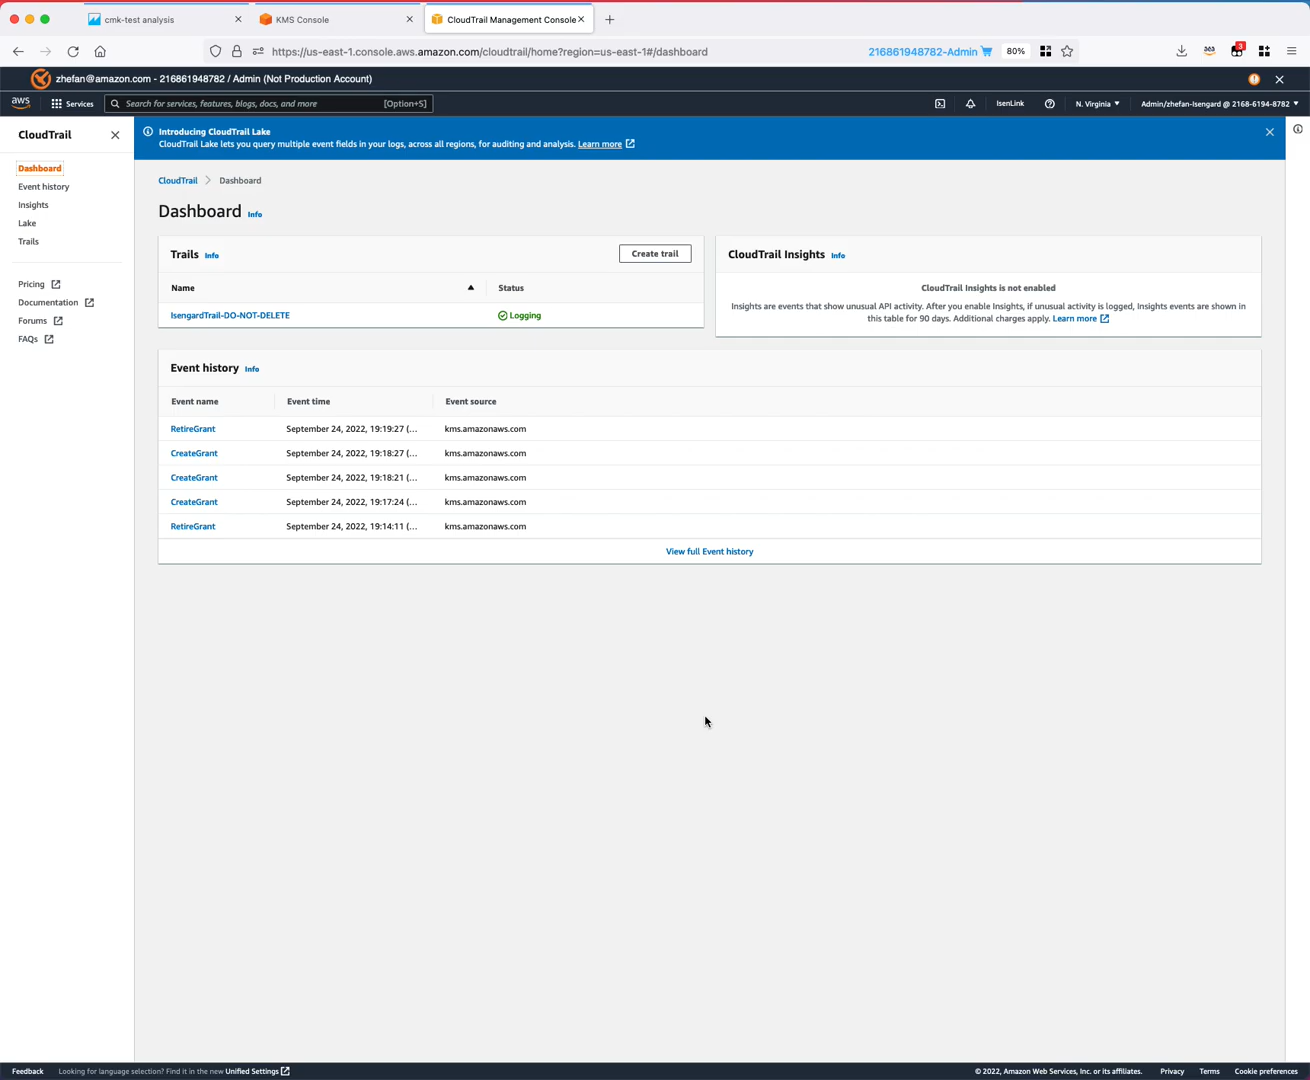 cmk-test analysis
KMS Console
CloudTrail Management Console
https://us-east-1.console.aws.amazon.com/cloudtrail/home?region=us-east-1#/dashboard
216861948782-Admin
80%
3
zhefan@amazon.com - 216861948782 / Admin (Not Production Account)
aws
Services
Search for services, features, blogs, docs, and more
[Option+S]
IsenLink
N. Virginia
Admin/zhefan-Isengard @ 2168-6194-8782
CloudTrail
Dashboard
Event history
Insights
Lake
Trails
Pricing
Documentation
Forums
FAQs
Introducing CloudTrail Lake
CloudTrail Lake lets you query multiple event fields in your logs, across all regions, for auditing and analysis. Learn more
CloudTrail > Dashboard
Dashboard Info
Trails Info
Create trail
Name
Status
IsengardTrail-DO-NOT-DELETE
Logging
CloudTrail Insights Info
CloudTrail Insights is not enabled
Insights are events that show unusual API activity. After you enable Insights, if unusual activity is logged, Insights events are shown in
this table for 90 days. Additional charges apply. Learn more
Event history Info
Event name
Event time
Event source
RetireGrant September 24, 2022, 19:19:27 (... kms.amazonaws.com
CreateGrant September 24, 2022, 19:18:27 (... kms.amazonaws.com
CreateGrant September 24, 2022, 19:18:21 (... kms.amazonaws.com
CreateGrant September 24, 2022, 19:17:24 (... kms.amazonaws.com
RetireGrant September 24, 2022, 19:14:11 (... kms.amazonaws.com
View full Event history
Feedback
Looking for language selection? Find it in the new Unified Settings
© 2022, Amazon Web Services, Inc. or its affiliates.
Privacy
Terms
Cookie preferences